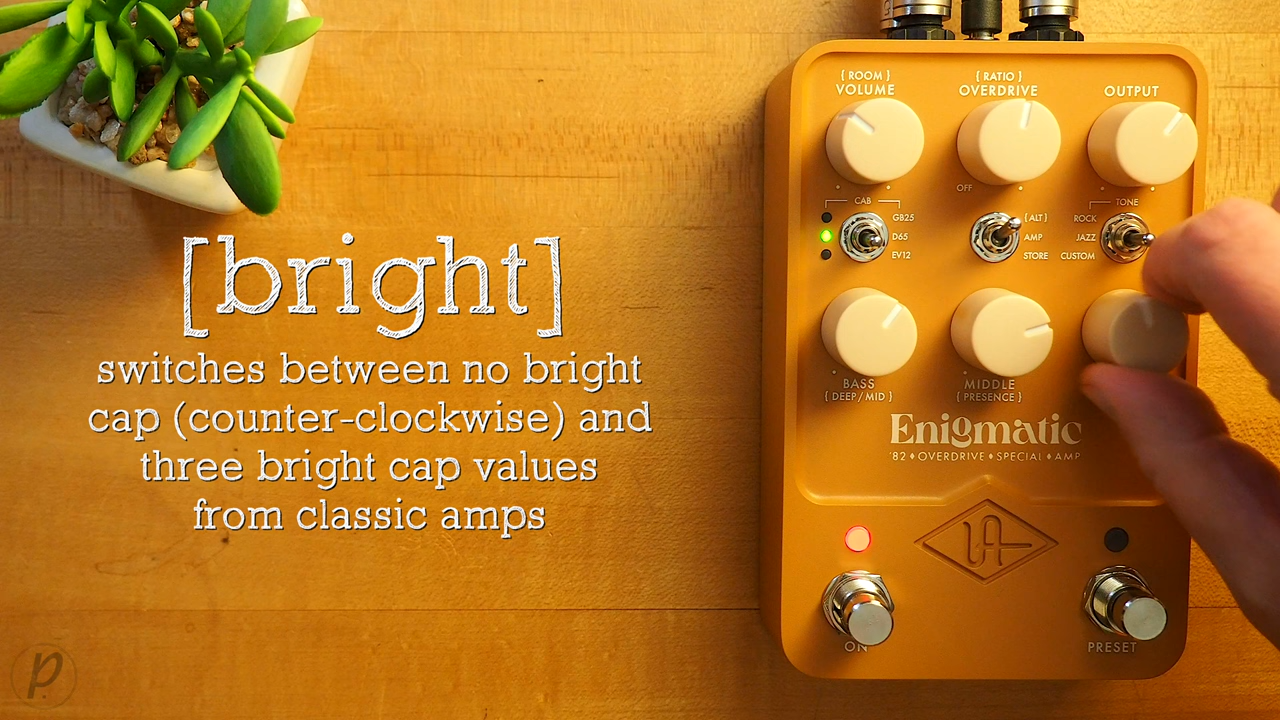 [bright]
switches between no bright
cap (counter-clockwise) and
three bright cap values
from classic amps
{ ROOM }
VOLUME
{ RATIO }
OVERDRIVE
OUTPUT
OFF
CAB
GB25
D65
EV12
{ ALT }
AMP
STORE
TONE
ROCK
JAZZ
CUSTOM
BASS
{ DEEP / MID }
MIDDLE
{ PRESENCE }
Enigmatic
'82 ♦ OVERDRIVE ♦ SPECIAL ♦ AMP
UA
ON
PRESET
p